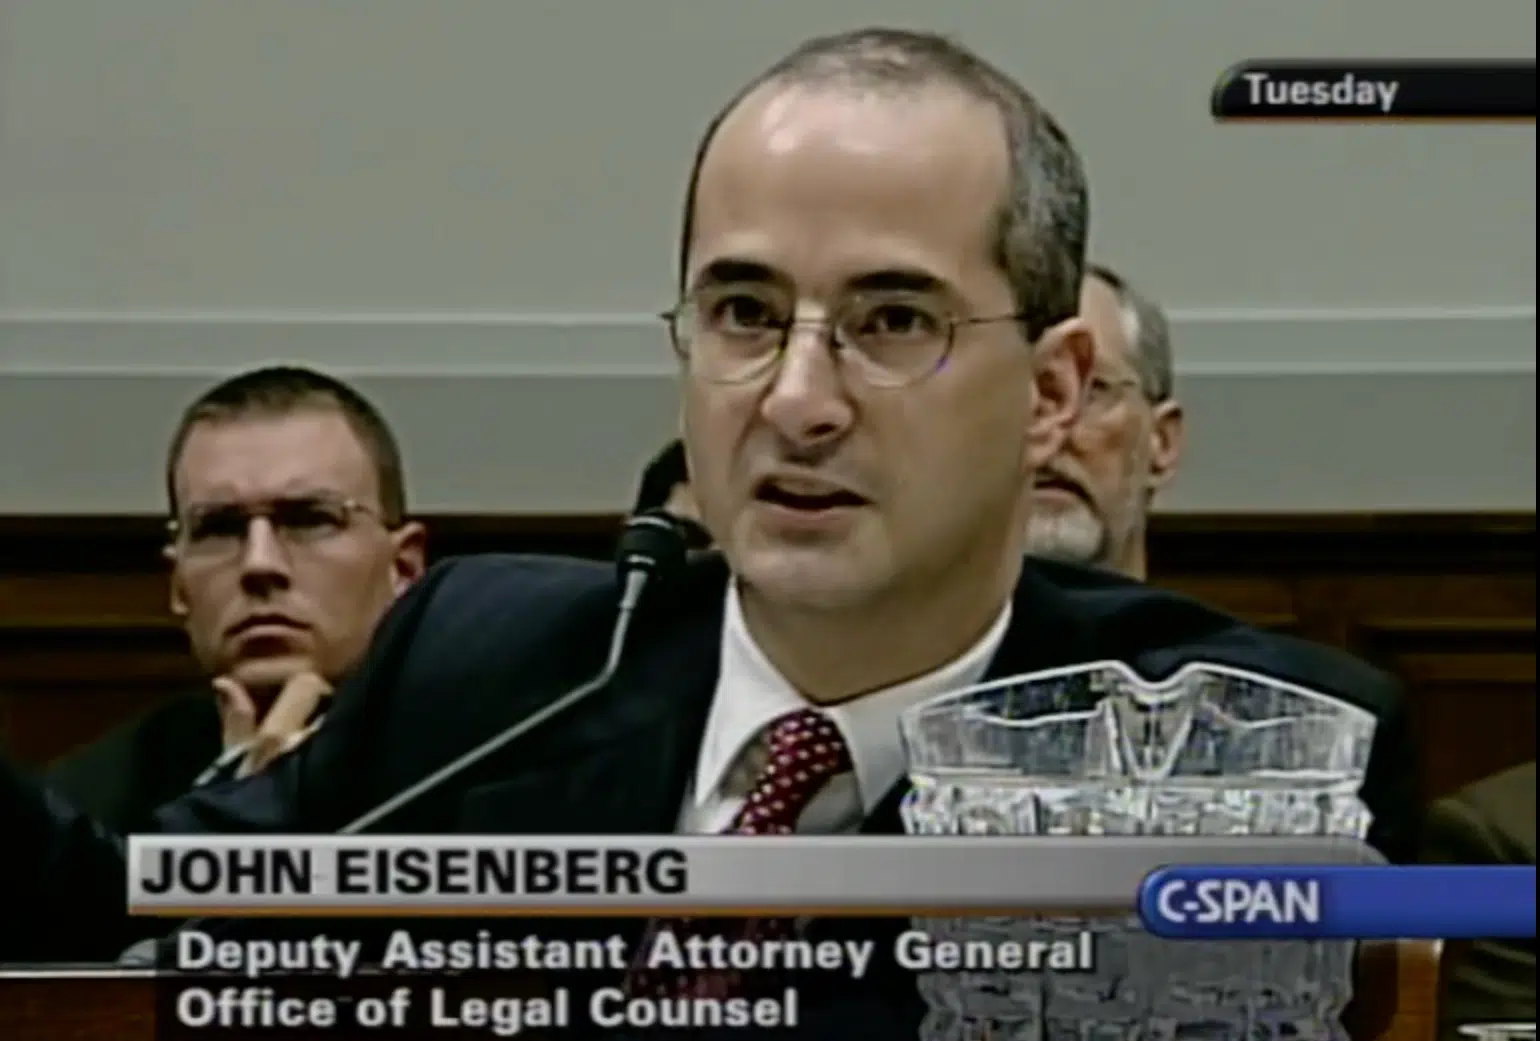 Tuesday
JOHN EISENBERG
C-SPAN
Deputy Assistant Attorney General
Office of Legal Counsel